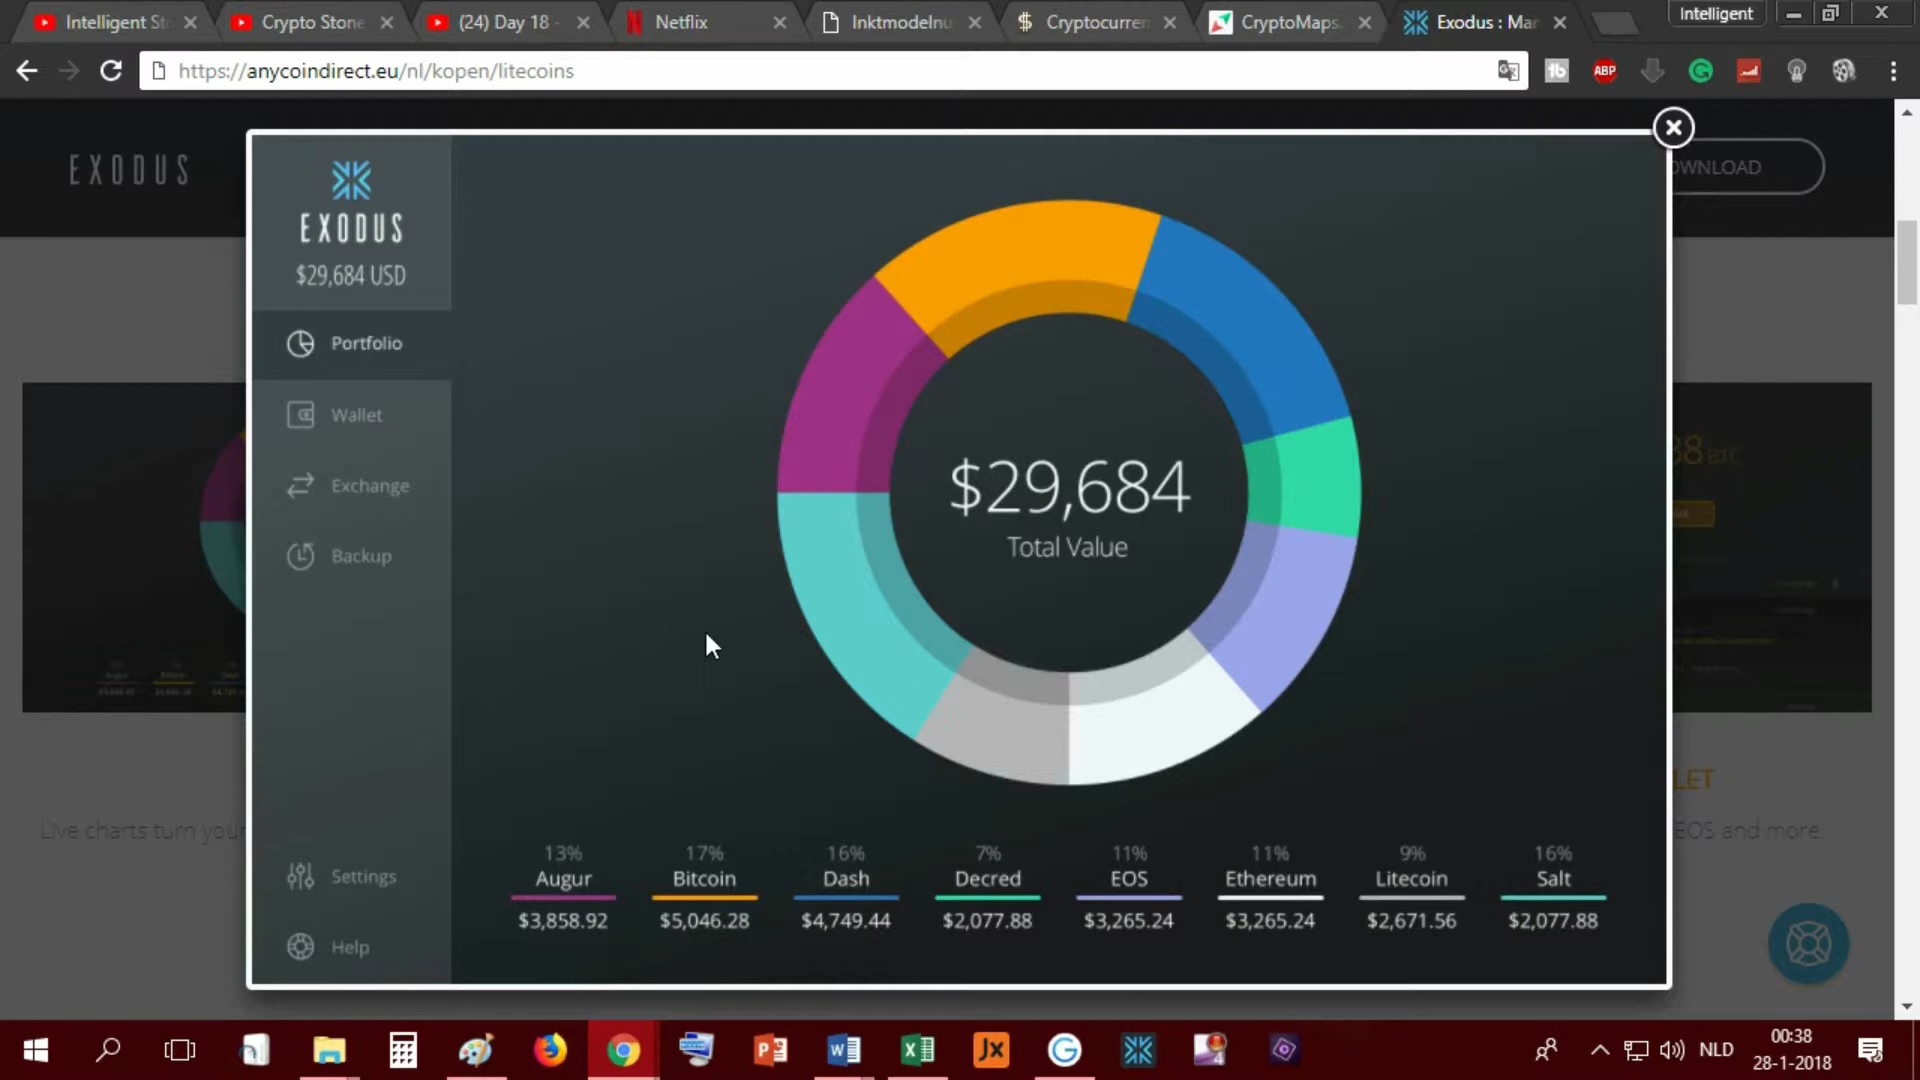 Intelligent St
Crypto Stone
(24) Day 18 -
Netflix
Inktmodelnu
$ Cryptocurren
CryptoMaps.
Exodus : Man
Intelligent
https://anycoindirect.eu/nl/kopen/litecoins
ABP
EXODUS
OWNLOAD
EXODUS
$29,684 USD
Portfolio
Wallet
Exchange
Backup
Settings
Help
$29,684
Total Value
13%
Augur
$3,858.92
17%
Bitcoin
$5,046.28
16%
Dash
$4,749.44
7%
Decred
$2,077.88
11%
EOS
$3,265.24
11%
Ethereum
$3,265.24
9%
Litecoin
$2,671.56
16%
Salt
$2,077.88
BTC
LET
Live charts turn your
EOS and more
NLD
00:38
28-1-2018